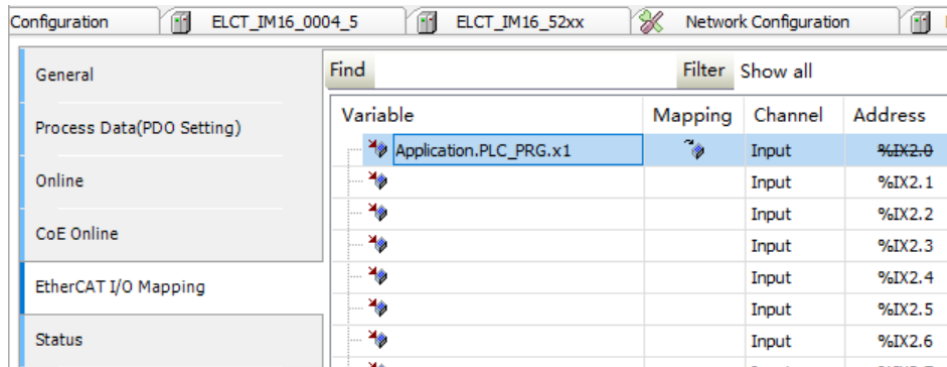 Configuration ELCT_IM16_0004_5 ELCT_IM16_52xx Network Configuration
General
Process Data(PDO Setting)
Online
CoE Online
EtherCAT I/O Mapping
Status
Find Filter Show all
Variable Mapping Channel Address
Application.PLC_PRG.x1 Input %IX2.0
Input %IX2.1
Input %IX2.2
Input %IX2.3
Input %IX2.4
Input %IX2.5
Input %IX2.6